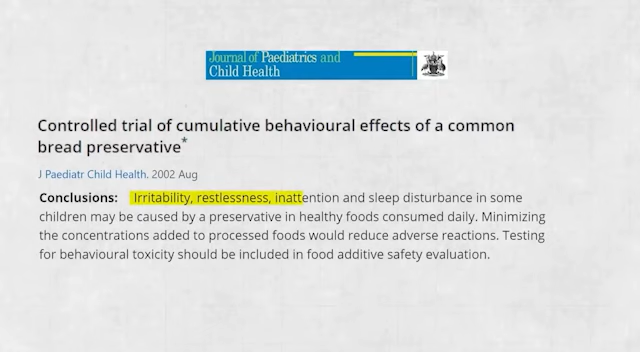 Journal of Paediatrics and
Child Health
Controlled trial of cumulative behavioural effects of a common
bread preservative*
J Paediatr Child Health. 2002 Aug
Conclusions: Irritability, restlessness, inattention and sleep disturbance in some
children may be caused by a preservative in healthy foods consumed daily. Minimizing
the concentrations added to processed foods would reduce adverse reactions. Testing
for behavioural toxicity should be included in food additive safety evaluation.